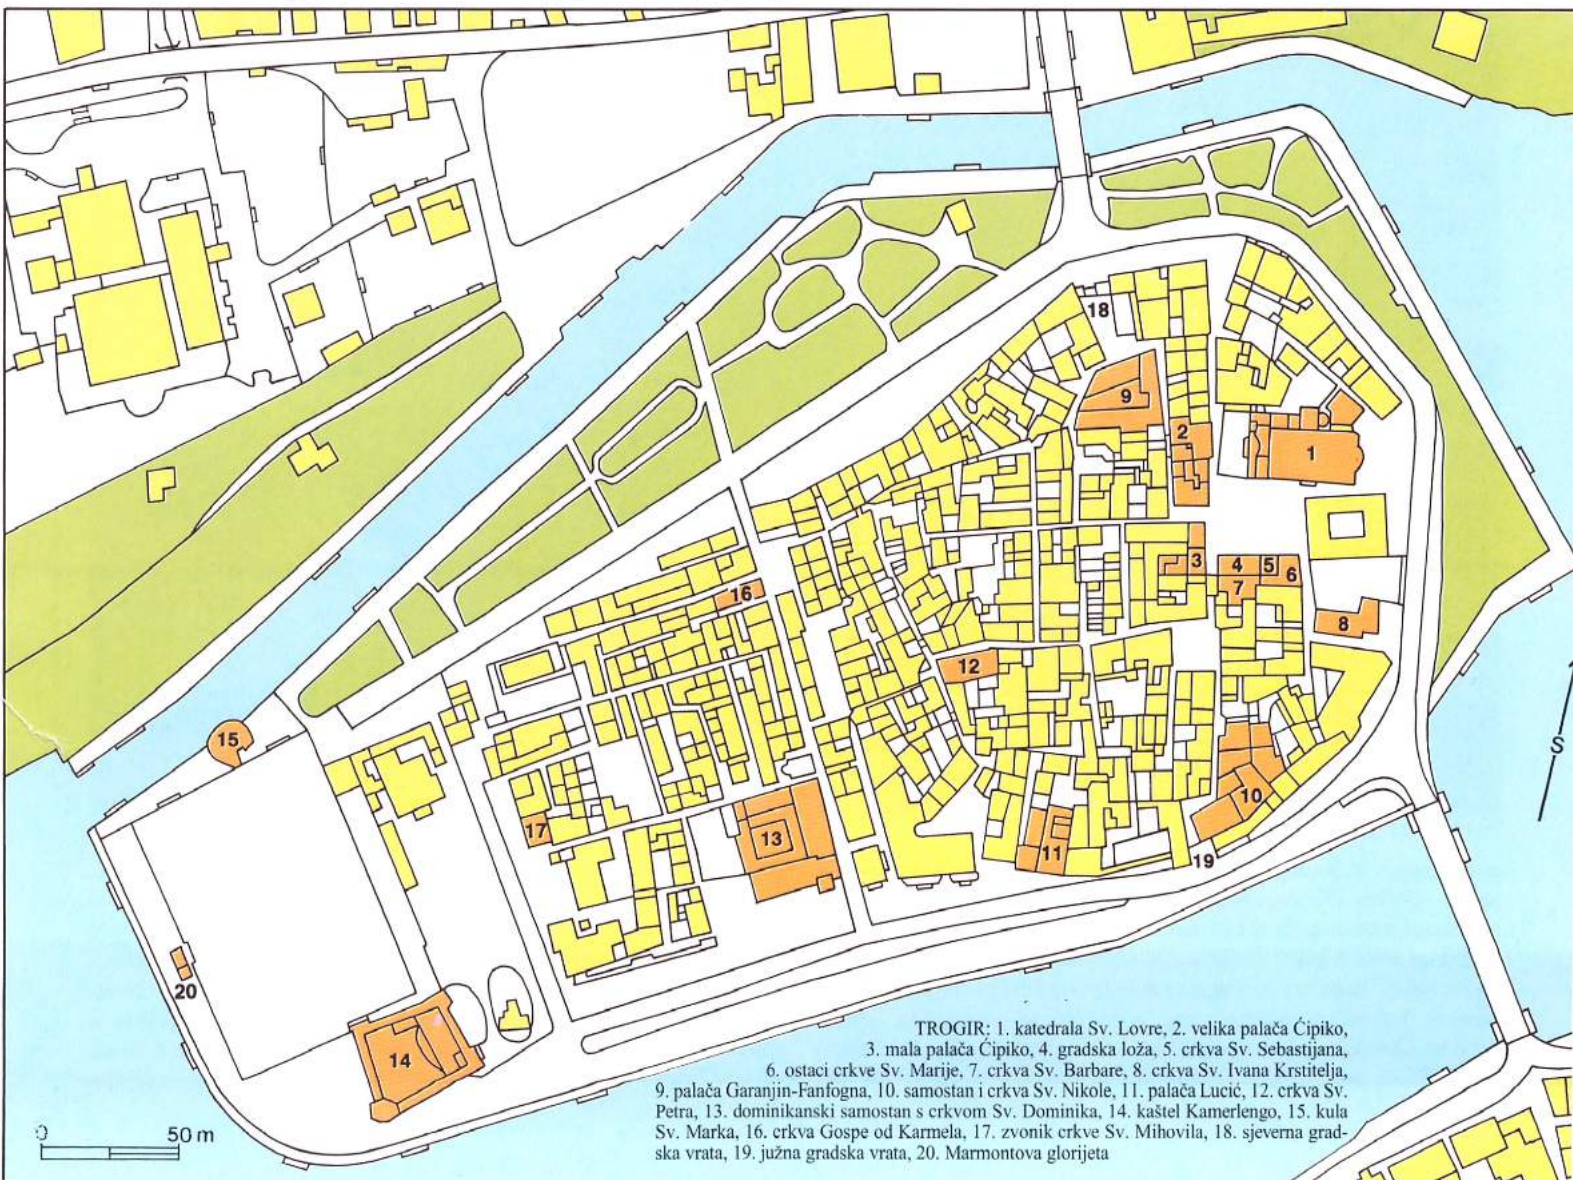 18
9
2
1
3
4
5
6
7
16
8
12
15
S
10
17
13
11
19
20
14
0 50 m
TROGIR: 1. katedrala Sv. Lovre, 2. velika palača Ćipiko,
3. mala palača Ćipiko, 4. gradska loža, 5. crkva Sv. Sebastijana,
6. ostaci crkve Sv. Marije, 7. crkva Sv. Barbare, 8. crkva Sv. Ivana Krstitelja,
9. palača Garanjin-Fanfogna, 10. samostan i crkva Sv. Nikole, 11. palača Lucić, 12. crkva Sv.
Petra, 13. dominikanski samostan s crkvom Sv. Dominika, 14. kaštel Kamerlengo, 15. kula
Sv. Marka, 16. crkva Gospe od Karmela, 17. zvonik crkve Sv. Mihovila, 18. sjeverna grad-
ska vrata, 19. južna gradska vrata, 20. Marmontova glorijeta